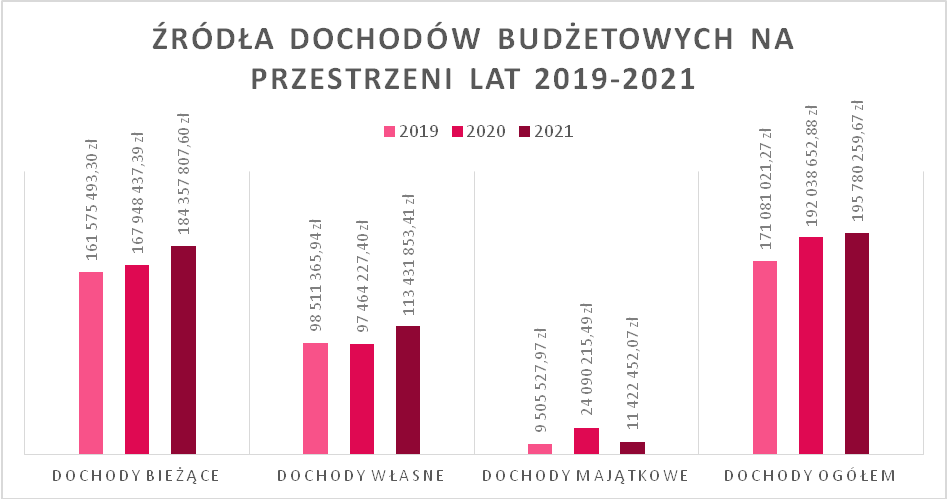 ŹRÓDŁA DOCHODÓW BUDŻETOWYCH NA
PRZESTRZENI LAT 2019-2021
2019 2020 2021
161 575 493,30 zł
167 948 437,39 zł
184 357 807,60 zł
98 511 365,94 zł
97 464 227,40 zł
113 431 853,41 zł
9 505 527,97 zł
24 090 215,49 zł
11 422 452,07 zł
171 081 021,27 zł
192 038 652,88 zł
195 780 259,67 zł
DOCHODY BIEŻĄCE DOCHODY WŁASNE DOCHODY MAJĄTKOWE DOCHODY OGÓŁEM